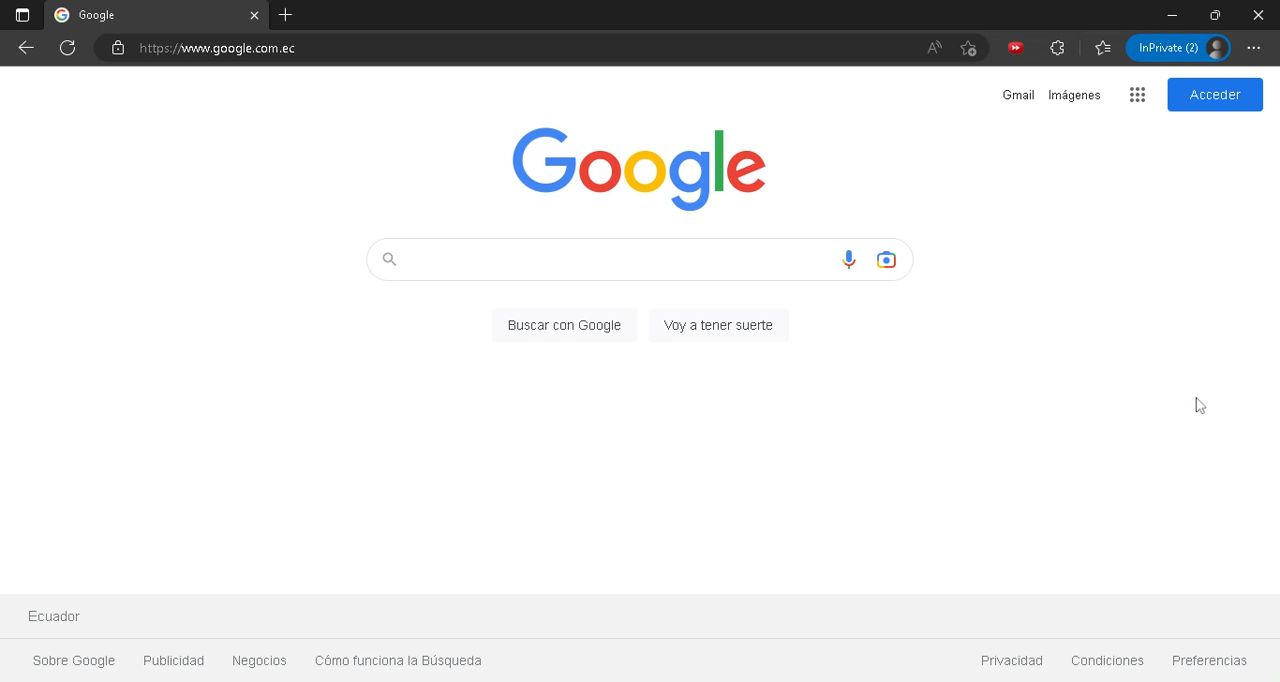 Google
https://www.google.com.ec
InPrivate (2)
Gmail Imágenes Acceder
Google
Buscar con Google Voy a tener suerte
Ecuador
Sobre Google Publicidad Negocios Cómo funciona la Búsqueda Privacidad Condiciones Preferencias